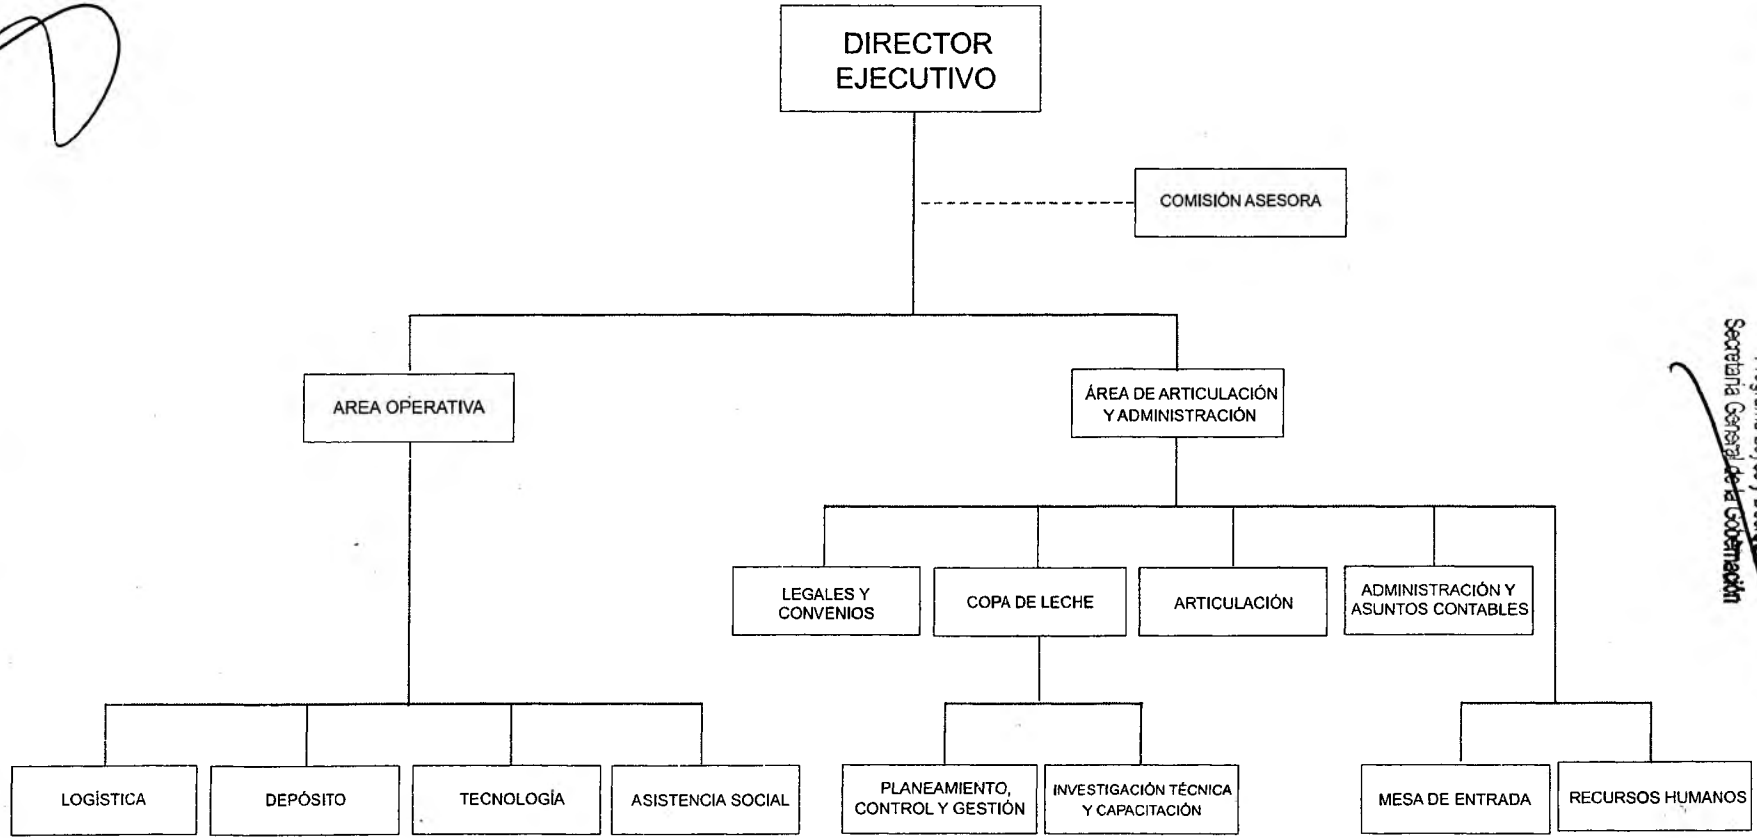 DIRECTOR
EJECUTIVO
COMISIÓN ASESORA
AREA OPERATIVA
ÁREA DE ARTICULACIÓN
Y ADMINISTRACIÓN
LEGALES Y
CONVENIOS
COPA DE LECHE
ARTICULACIÓN
ADMINISTRACIÓN Y
ASUNTOS CONTABLES
LOGÍSTICA
DEPÓSITO
TECNOLOGÍA
ASISTENCIA SOCIAL
PLANEAMIENTO,
CONTROL Y GESTIÓN
INVESTIGACIÓN TÉCNICA
Y CAPACITACIÓN
MESA DE ENTRADA
RECURSOS HUMANOS
Secretaria General de la Gobernación